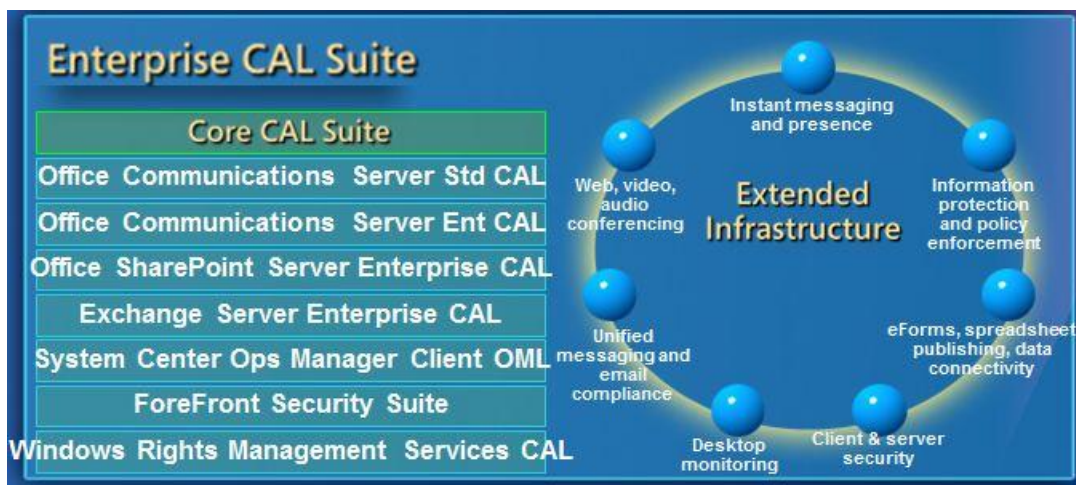 Enterprise CAL Suite
Core CAL Suite
Office Communications Server Std CAL
Office Communications Server Ent CAL
Office SharePoint Server Enterprise CAL
Exchange Server Enterprise CAL
System Center Ops Manager Client OML
ForeFront Security Suite
Windows Rights Management Services CAL
Extended
Infrastructure
Instant messaging
and presence
Information
protection
and policy
enforcement
eForms, spreadsheet
publishing, data
connectivity
Client & server
security
Desktop
monitoring
Unified
messaging and
email
compliance
Web, video,
audio
conferencing